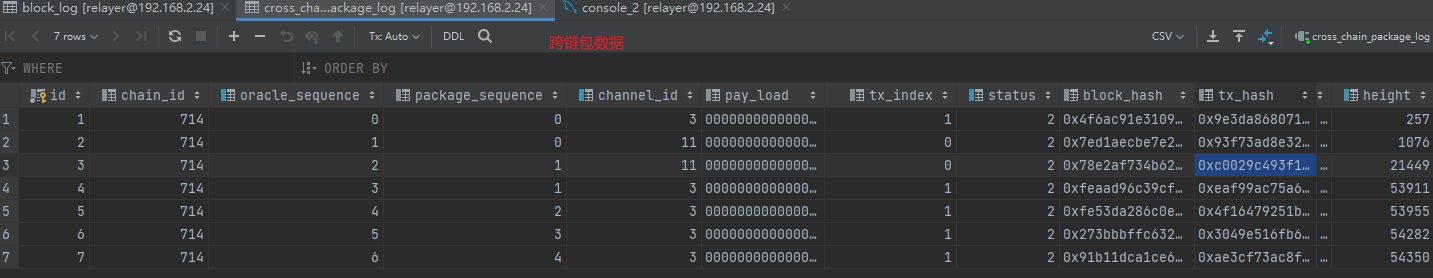 block_log [relayer@192.168.2.24] cross_cha...ackage_log [relayer@192.168.2.24] console_2 [relayer@192.168.2.24]
7 rows Tx: Auto DDL CSV cross_chain_package_log
跨链包数据
WHERE ORDER BY
id chain_id oracle_sequence package_sequence channel_id pay_load tx_index status block_hash tx_hash height
1 1 714 0 0 3 0000000000000... 1 2 0x4f6ac91e3109... 0x9e3da868071... ... 257
2 2 714 1 0 11 0000000000000... 0 2 0x7ed1aecbe7e2... 0x93f73ad8e32... ... 1076
3 3 714 2 1 11 0000000000000... 0 2 0x78e2af734b62... 0xc0029c493f1... ... 21449
4 4 714 3 1 3 0000000000000... 1 2 0xfeaad96c39cf... 0xeaf99ac75a6... ... 53911
5 5 714 4 2 3 0000000000000... 1 2 0xfe53da286c0e... 0x4f16479251b... ... 53955
6 6 714 5 3 3 0000000000000... 1 2 0x273bbbffc632... 0x3049e516fb6... ... 54282
7 7 714 6 4 3 0000000000000... 1 2 0x91b11dca1ce6... 0xae3cf73ac8f... ... 54350